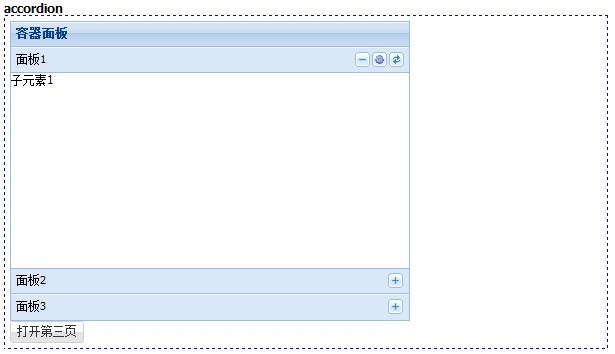 accordion
容器面板
面板1
子元素1
面板2
面板3
打开第三页